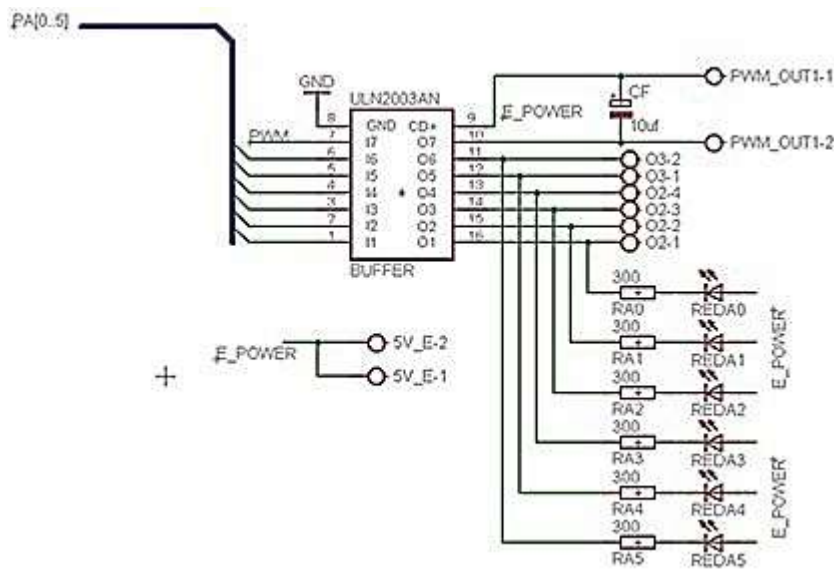 PA[0..5]
GND
ULN2003AN
8 GND CD+ 9 E_POWER
PWM 7 I7 O7 10
6 I6 O6 11
5 I5 O5 12
4 I4 O4 13
3 I3 O3 14
2 I2 O2 15
1 I1 O1 16
BUFFER
CF
10uf
PWM_OUT1-1
PWM_OUT1-2
O3-2
O3-1
O2-4
O2-3
O2-2
O2-1
E_POWER
5V_E-2
5V_E-1
300
RA0 REDA0
300
RA1 REDA1
300
RA2 REDA2
300
RA3 REDA3
300
RA4 REDA4
300
RA5 REDA5
E_POWER
E_POWER